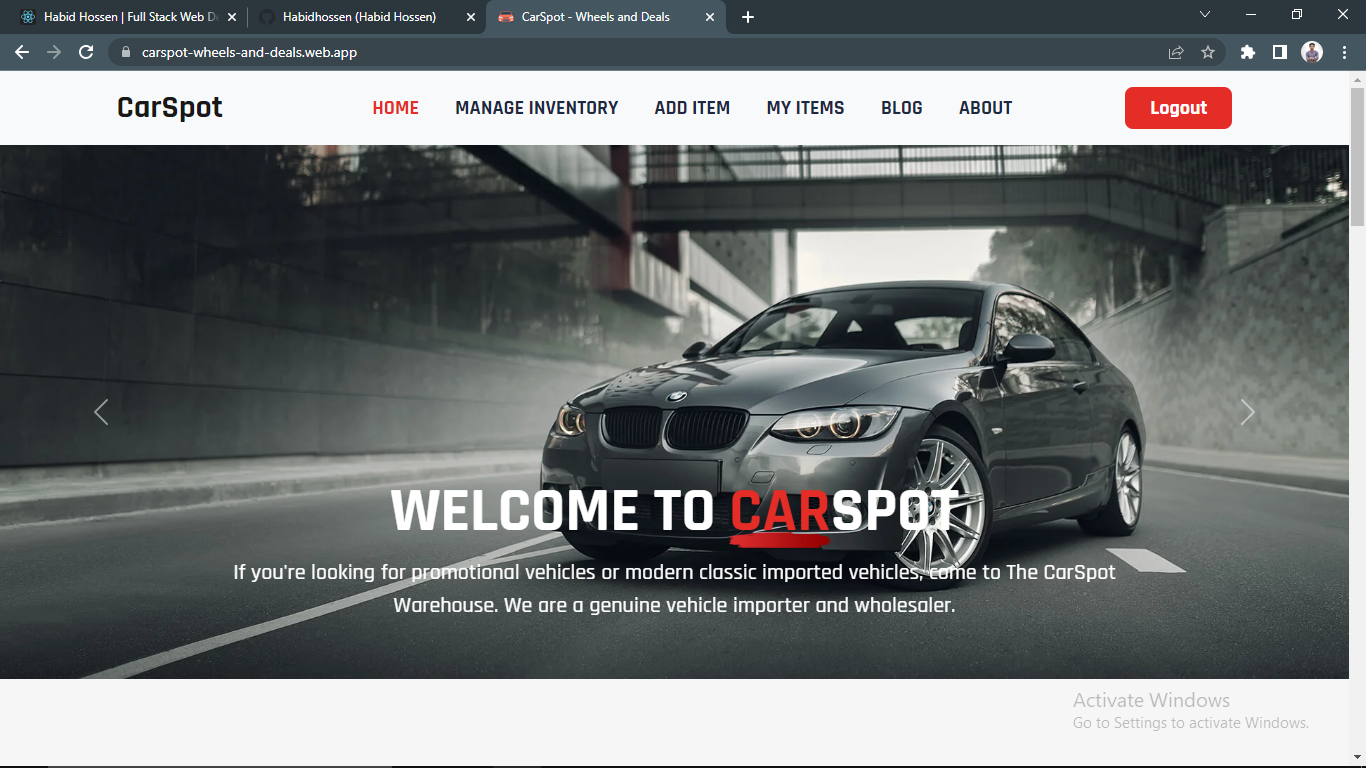 Habid Hossen | Full Stack Web D
Habidhossen (Habid Hossen)
CarSpot - Wheels and Deals
carspot-wheels-and-deals.web.app
CarSpot
HOME
MANAGE INVENTORY
ADD ITEM
MY ITEMS
BLOG
ABOUT
Logout
WELCOME TO CARSPOT
If you're looking for promotional vehicles or modern classic imported vehicles, come to The CarSpot
Warehouse. We are a genuine vehicle importer and wholesaler.
Activate Windows
Go to Settings to activate Windows.